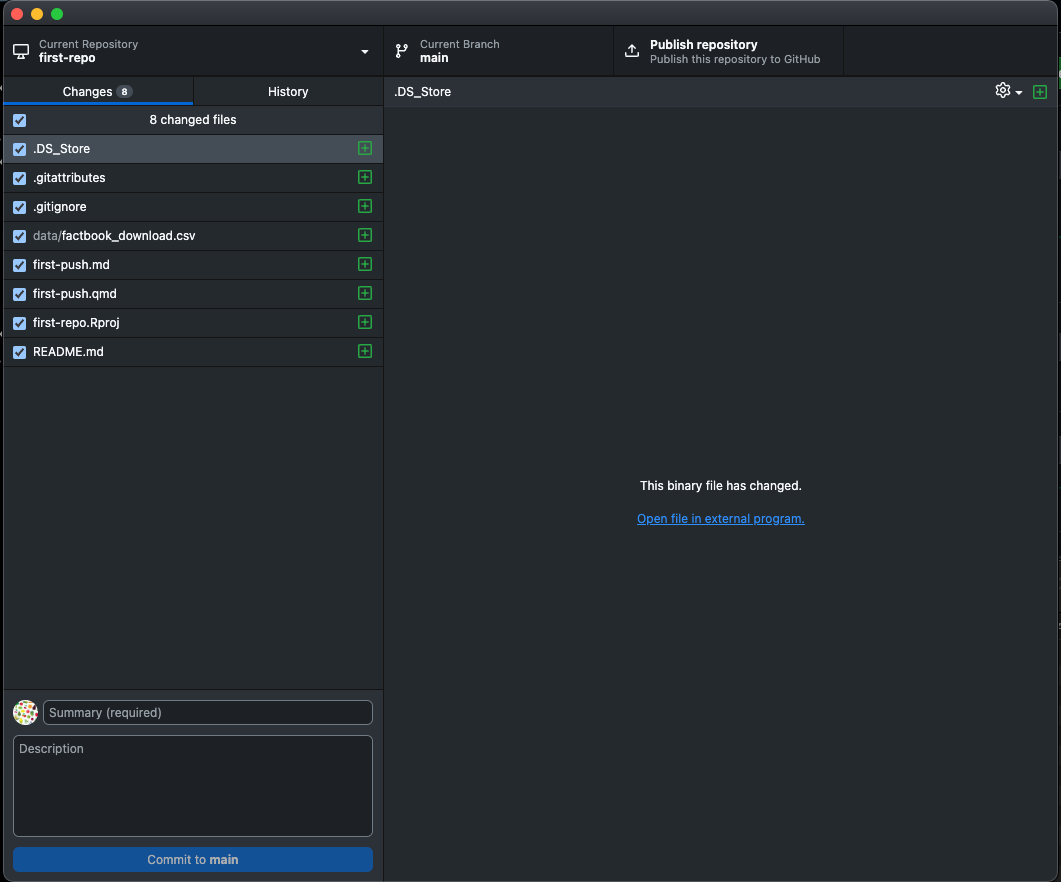 Current Repository
first-repo
Current Branch
main
Publish repository
Publish this repository to GitHub
Changes 8
History
.DS_Store
8 changed files
.DS_Store
.gitattributes
.gitignore
data/factbook_download.csv
first-push.md
first-push.qmd
first-repo.Rproj
README.md
This binary file has changed.
Open file in external program.
Summary (required)
Description
Commit to main